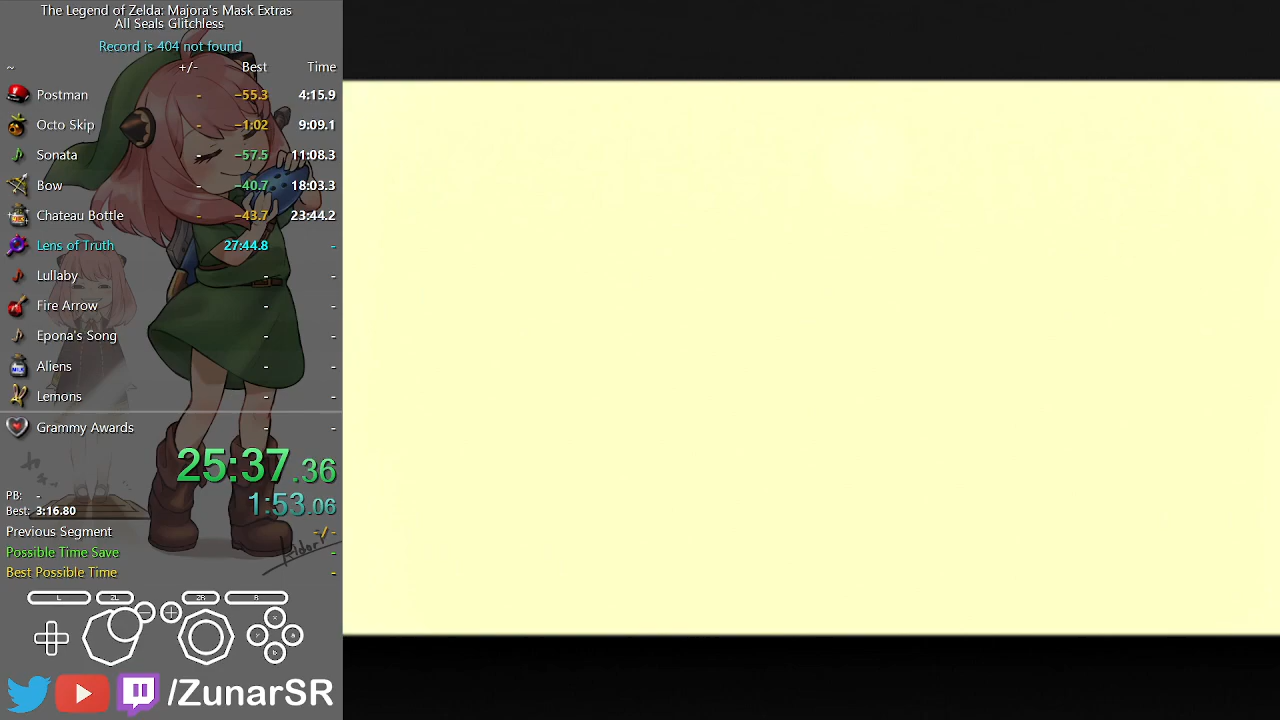 The Legend of Zelda: Majora's Mask Extras
All Seals Glitchless
Record is 404 not found
~ +/- Best Time
Postman - −55.3 4:15.9
Octo Skip - −1:02 9:09.1
Sonata - −57.5 11:08.3
Bow - −40.7 18:03.3
Chateau Bottle - −43.7 23:44.2
Lens of Truth 27:44.8 -
Lullaby - -
Fire Arrow - -
Epona's Song - -
Aliens - -
Lemons - -
Grammy Awards - -
25:37.36
PB: -
1:53.06
Best: 3:16.80
Previous Segment -/-
Possible Time Save -
Best Possible Time -
L ZL ZR R
X
Y A
/ZunarSR